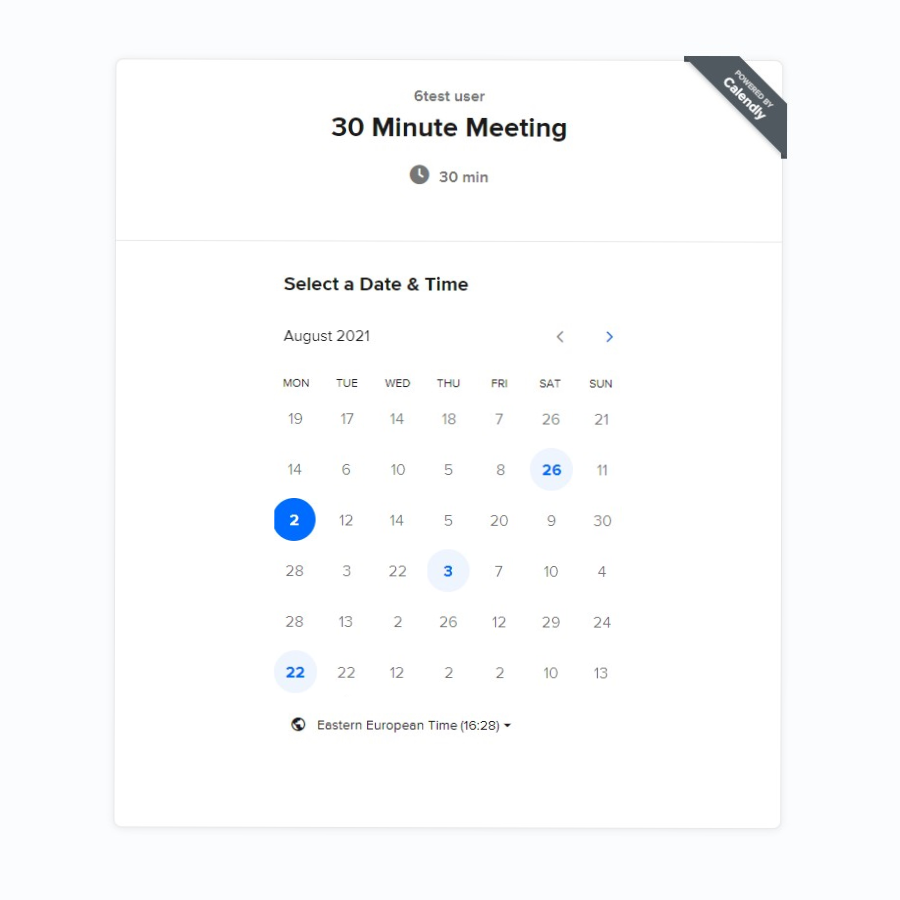 POWERED BY
Calendly
6test user
30 Minute Meeting
30 min
Select a Date & Time
August 2021
MON TUE WED THU FRI SAT SUN
19 17 14 18 7 26 21
14 6 10 5 8 26 11
2 12 14 5 20 9 30
28 3 22 3 7 10 4
28 13 2 26 12 29 24
22 22 12 2 2 10 13
Eastern European Time (16:28)